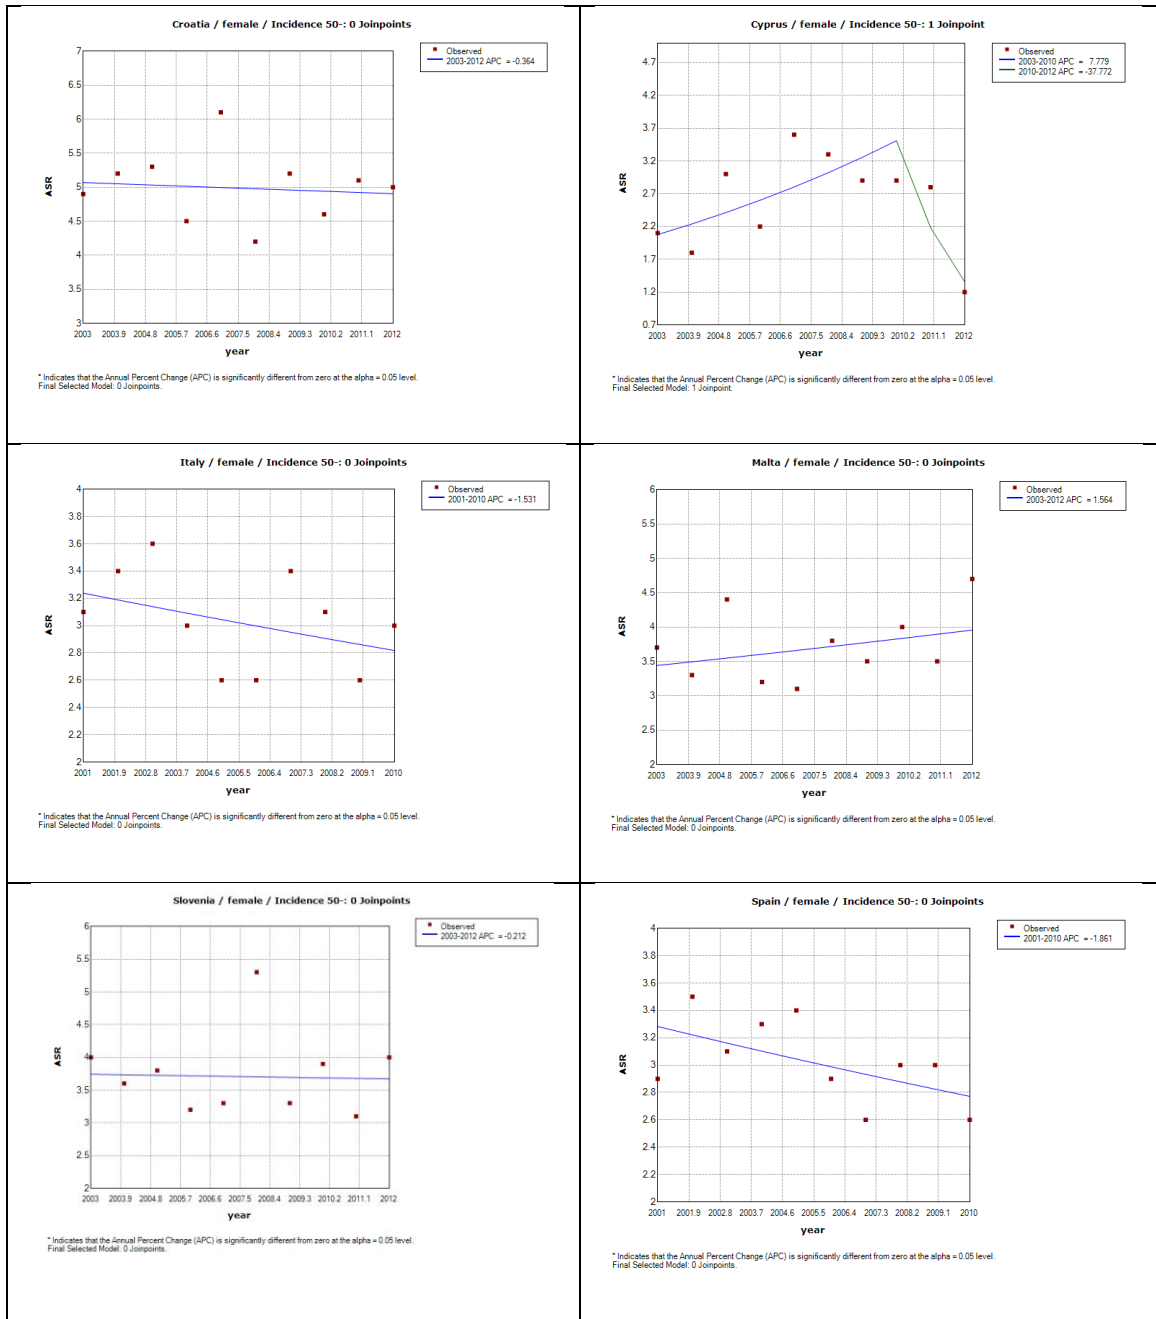 Croatia / female / Incidence 50-: 0 Joinpoints
Observed
2003-2012 APC = -0.364
7
6.5
6
5.5
5
4.5
4
3.5
3
ASR
2003 2003.9 2004.8 2005.7 2006.6 2007.5 2008.4 2009.3 2010.2 2011.1 2012
year
* Indicates that the Annual Percent Change (APC) is significantly different from zero at the alpha = 0.05 level.
Final Selected Model: 0 Joinpoints.
Cyprus / female / Incidence 50-: 1 Joinpoint
Observed
2003-2010 APC = 7.779
2010-2012 APC = -37.772
4.7
4.2
3.7
3.2
2.7
2.2
1.7
1.2
0.7
ASR
2003 2003.9 2004.8 2005.7 2006.6 2007.5 2008.4 2009.3 2010.2 2011.1 2012
year
* Indicates that the Annual Percent Change (APC) is significantly different from zero at the alpha = 0.05 level.
Final Selected Model: 1 Joinpoint.
Italy / female / Incidence 50-: 0 Joinpoints
Observed
2001-2010 APC = -1.531
4
3.8
3.6
3.4
3.2
3
2.8
2.6
2.4
2.2
2
ASR
2001 2001.9 2002.8 2003.7 2004.6 2005.5 2006.4 2007.3 2008.2 2009.1 2010
year
* Indicates that the Annual Percent Change (APC) is significantly different from zero at the alpha = 0.05 level.
Final Selected Model: 0 Joinpoints.
Malta / female / Incidence 50-: 0 Joinpoints
Observed
2003-2012 APC = 1.564
6
5.5
5
4.5
4
3.5
3
2.5
2
ASR
2003 2003.9 2004.8 2005.7 2006.6 2007.5 2008.4 2009.3 2010.2 2011.1 2012
year
* Indicates that the Annual Percent Change (APC) is significantly different from zero at the alpha = 0.05 level.
Final Selected Model: 0 Joinpoints.
Slovenia / female / Incidence 50-: 0 Joinpoints
Observed
2003-2012 APC = -0.212
6
5.5
5
4.5
4
3.5
3
2.5
2
ASR
2003 2003.9 2004.8 2005.7 2006.6 2007.5 2008.4 2009.3 2010.2 2011.1 2012
year
* Indicates that the Annual Percent Change (APC) is significantly different from zero at the alpha = 0.05 level.
Final Selected Model: 0 Joinpoints.
Spain / female / Incidence 50-: 0 Joinpoints
Observed
2001-2010 APC = -1.861
4
3.8
3.6
3.4
3.2
3
2.8
2.6
2.4
2.2
2
ASR
2001 2001.9 2002.8 2003.7 2004.6 2005.5 2006.4 2007.3 2008.2 2009.1 2010
year
* Indicates that the Annual Percent Change (APC) is significantly different from zero at the alpha = 0.05 level.
Final Selected Model: 0 Joinpoints.